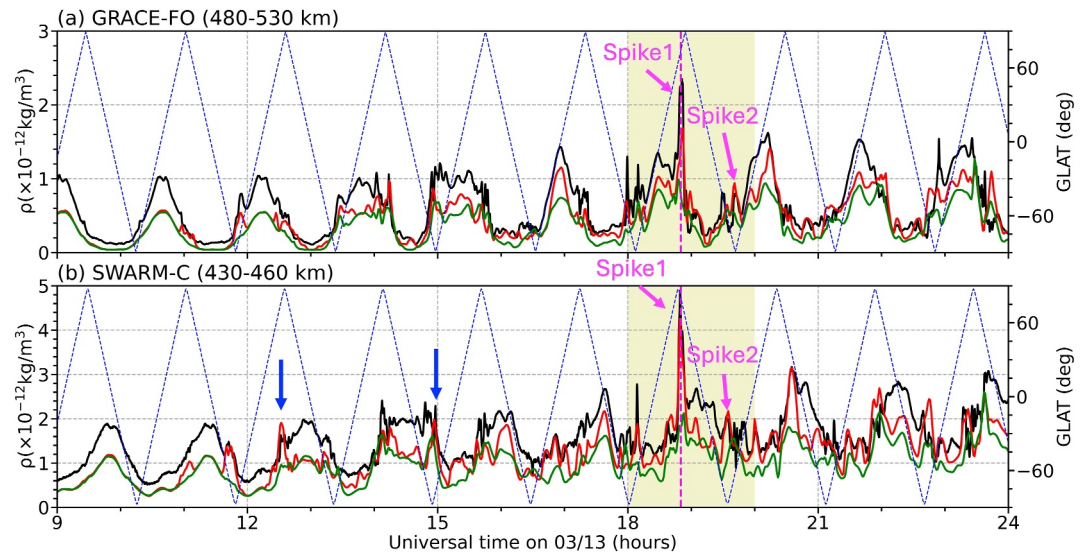 (a) GRACE-FO (480-530 km)
3
2
1
0
ρ(×10⁻¹²kg/m³)
60
0
−60
GLAT (deg)
Spike1
Spike2
(b) SWARM-C (430-460 km)
Spike1
5
4
3
2
1
0
ρ(×10⁻¹²kg/m³)
60
0
−60
GLAT (deg)
Spike2
9 12 15 18 21 24
Universal time on 03/13 (hours)